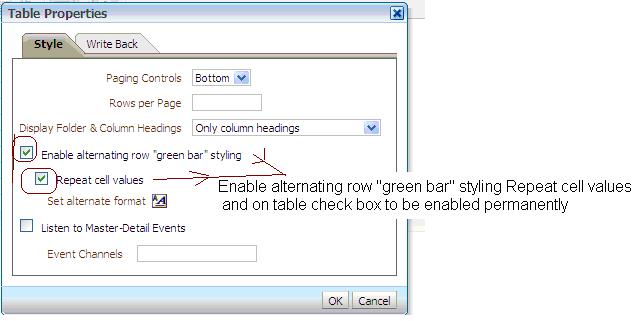 Table Properties
Style
Write Back
Paging Controls
Bottom
Rows per Page
Display Folder & Column Headings
Only column headings
Enable alternating row "green bar" styling
Repeat cell values
Enable alternating row "green bar" styling Repeat cell values
and on table check box to be enabled permanently
Set alternate format
Listen to Master-Detail Events
Event Channels
OK
Cancel